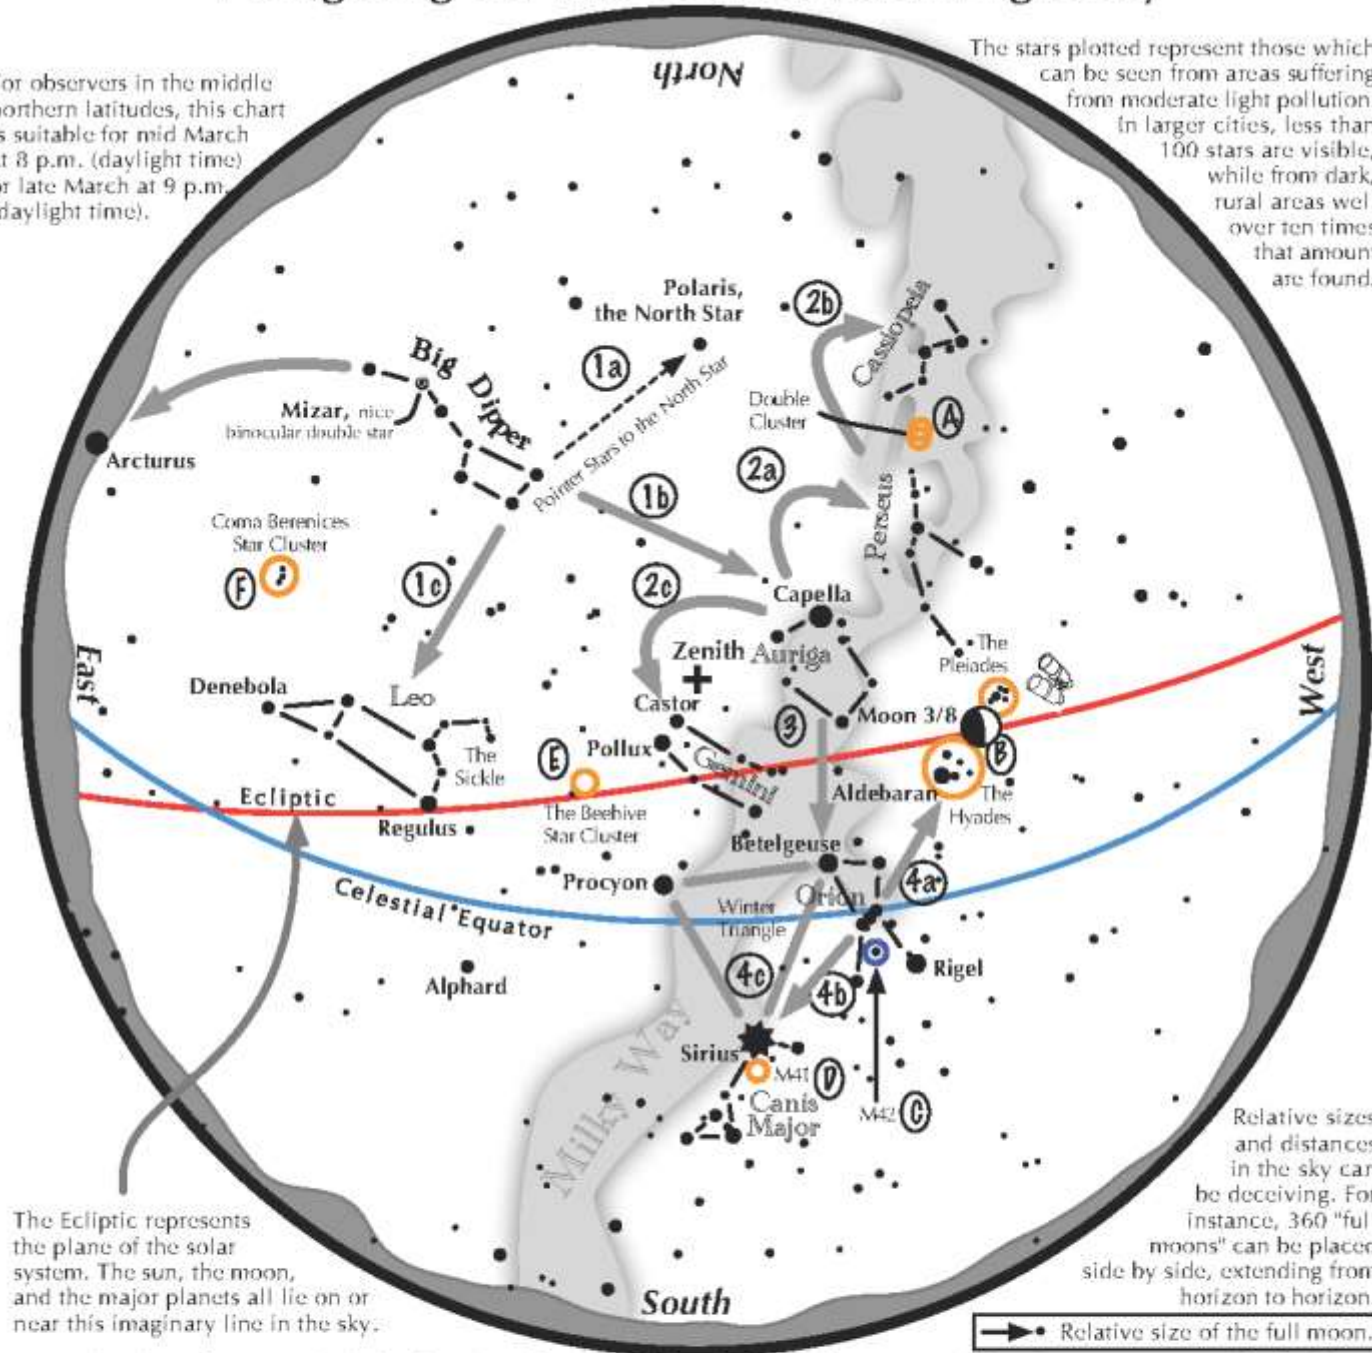 or observers in the middle
northern latitudes, this chart
s suitable for mid March
t 8 p.m. (daylight time)
or late March at 9 p.m.
daylight time).
The stars plotted represent those which
can be seen from areas suffering
from moderate light pollution
In larger cities, less than
100 stars are visible,
while from dark,
rural areas wel
over ten times
that amoun
are found.
North
Polaris,
the North Star
1a
2b
Cassiopeia
Big Dipper
Mizar, nice
binocular double star
Pointer Stars to the North Star
Double
Cluster
A
Arcturus
1b
2a
Perseus
Coma Berenices
Star Cluster
F
1c
2c
Capella
Zenith
Auriga
The
Pleiades
East
West
Denebola
Leo
Castor
3
Moon 3/8
B
The
Sickle
E
Pollux
Gemini
Ecliptic
Regulus
The Beehive
Star Cluster
Aldebaran
The
Hyades
Betelgeuse
Procyon
Orion
4a
Celestial Equator
Winter
Triangle
Alphard
4c
4b
Rigel
Milky Way
Sirius
M41
D
Canis
Major
M42
C
The Ecliptic represents
the plane of the solar
system. The sun, the moon,
and the major planets all lie on or
near this imaginary line in the sky.
Relative sizes
and distances
in the sky can
be deceiving. For
instance, 360 "ful
moons" can be placed
side by side, extending from
horizon to horizon
South
Relative size of the full moon.